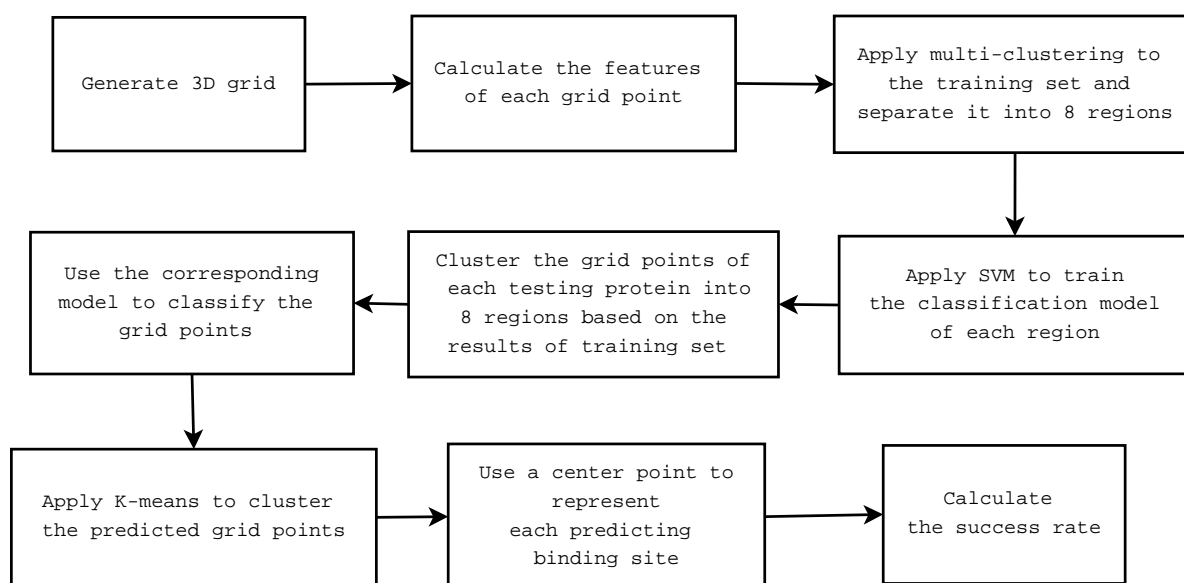 Generate 3D grid
Calculate the features
of each grid point
Apply multi-clustering to
the training set and
separate it into 8 regions
Apply SVM to train
the classification model
of each region
Cluster the grid points of
each testing protein into
8 regions based on the
results of training set
Use the corresponding
model to classify the
grid points
Apply K-means to cluster
the predicted grid points
Use a center point to
represent
each predicting
binding site
Calculate
the success rate